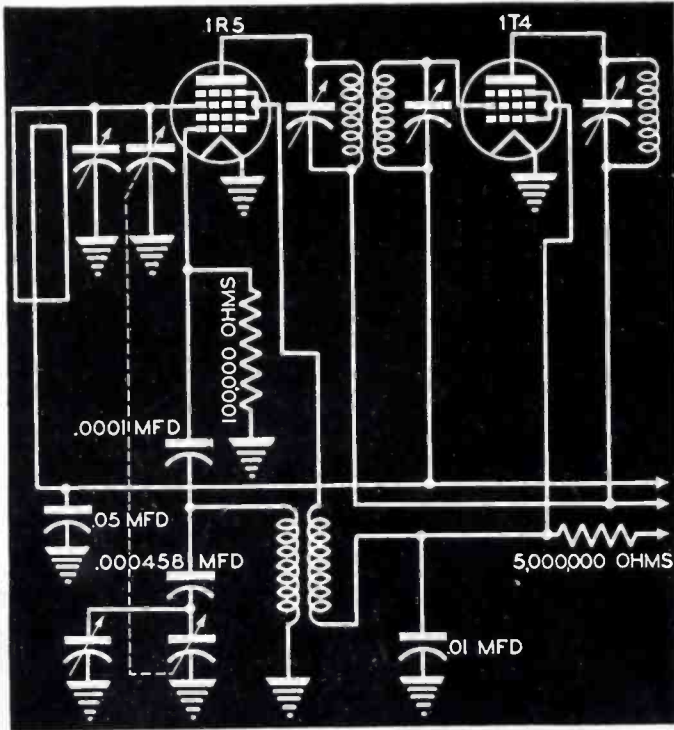 1R5
1T4
100,000 OHMS
.0001 MFD
.05 MFD
.000458 MFD
5,000,000 OHMS
.01 MFD